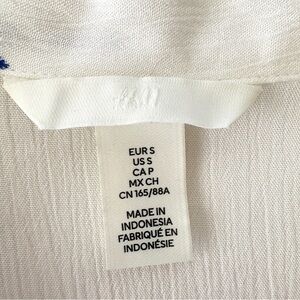 H&M
EUR S
US S
CA P
MX CH
CN 165/88A
MADE IN
INDONESIA
FABRIQUÉ EN
INDONÉSIE